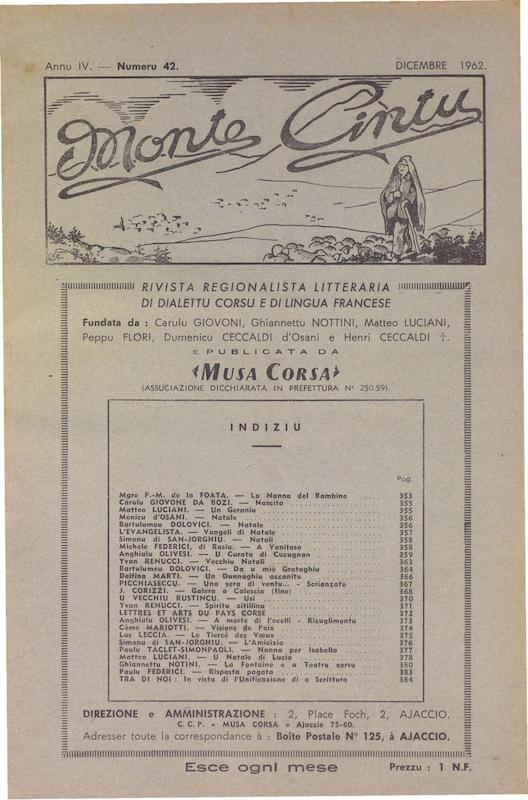 Annu IV. — Numeru 42. DICEMBRE 1962.
Monte Cintu
RIVISTA REGIONALISTA LITTERARIA
DI DIALETTU CORSU E DI LINGUA FRANCESE
Fundata da : Carulu GIOVONI, Ghiannettu NOTTINI, Matteo LUCIANI,
Peppu FLORI, Dumenicu CECCALDI d'Osani e Henri CECCALDI †.
E PUBLICATA DA
«MUSA CORSA»
(ASSUCIAZIONE DICCHIARATA IN PREFETTURA N° 250.59).
INDIZIU
Pag.
Mgro P.-M. de la FOATA. — La Nanna del Bambino 353
Carulu GIOVONE DA BOZI. — Nascita 355
Matteo LUCIANI. — Un Geraniu 355
Menicu d'OSANI. — Natale 356
Bartulumeu DOLOVICI. — Natale 356
L'EVANGELISTA. — Vangeli di Natale 357
Simonu di SAN-JORGHIU. — Natali 358
Michele FEDERICI, di Rusiu. — A Vanitosa 358
Anghiulu OLIVESI. — U Curatu di Cucugnan 359
Yvan RENUCCI. — Vecchiu Natali 363
Bartulumeu DOLOVICI. — Da u mió Grataghiu 364
Delfinu MARTI. — Un Dunnaghiu accanitu 366
PICCHIASECCU. — Una sera di ventu... - Scrianzatu 367
J. CORIZZI. — Galera o Calescia (fine) 368
U VECCHIU RUSTINCU. — Usi 370
Yvan RENUCCI. — Spiritu zitillinu 371
LETTRES ET ARTS DU PAYS CORSE 372
Anghiulu OLIVESI. — A morte di l'ocelli - Ricuglimentu 373
Côme MARIOTTI. — Visions de Paix 374
Luc LECCIA. — Le Tiercé des Vœux 375
Simonu di SAN-JORGHIU. — L'Amicizia 376
Paulu TACLET-SIMONPAOLI. — Nanna per Isabella 377
Matteo LUCIANI. — U Natale di Lucia 378
Ghiannettu NOTINI. — La Fontaine e u Teatru corsu 380
Paulu FEDERICI. — Risposta pagata 383
TRA DI NOI : In vista di l'Unificazione di a Scrittura 384
DIREZIONE e AMMINISTRAZIONE : 2, Place Foch, 2, AJACCIO.
C.C.P. « MUSA CORSA » Ajaccio 75-60.
Adresser toute la correspondance à : Boîte Postale N° 125, à AJACCIO.
Esce ogni mese Prezzu : 1 N.F.